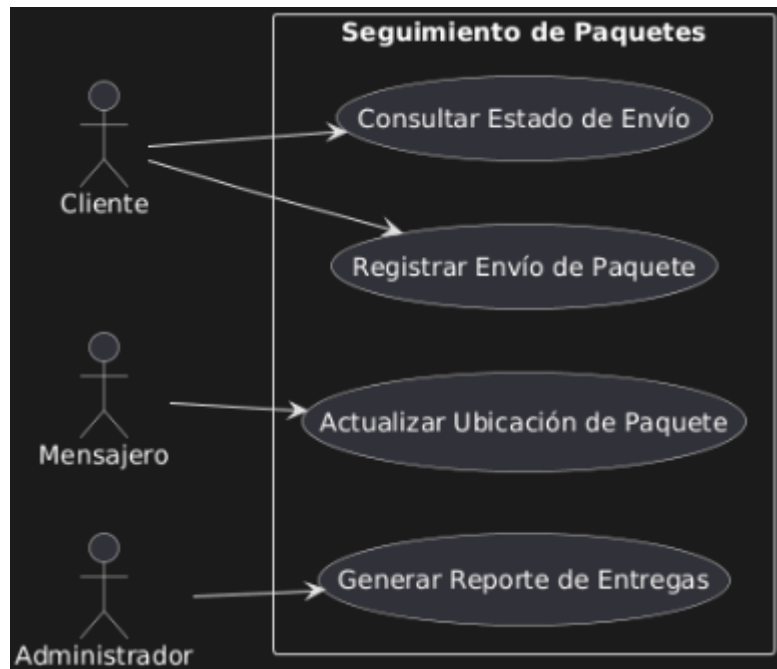 Seguimiento de Paquetes
Consultar Estado de Envío
Cliente
Registrar Envío de Paquete
Actualizar Ubicación de Paquete
Mensajero
Generar Reporte de Entregas
Administrador